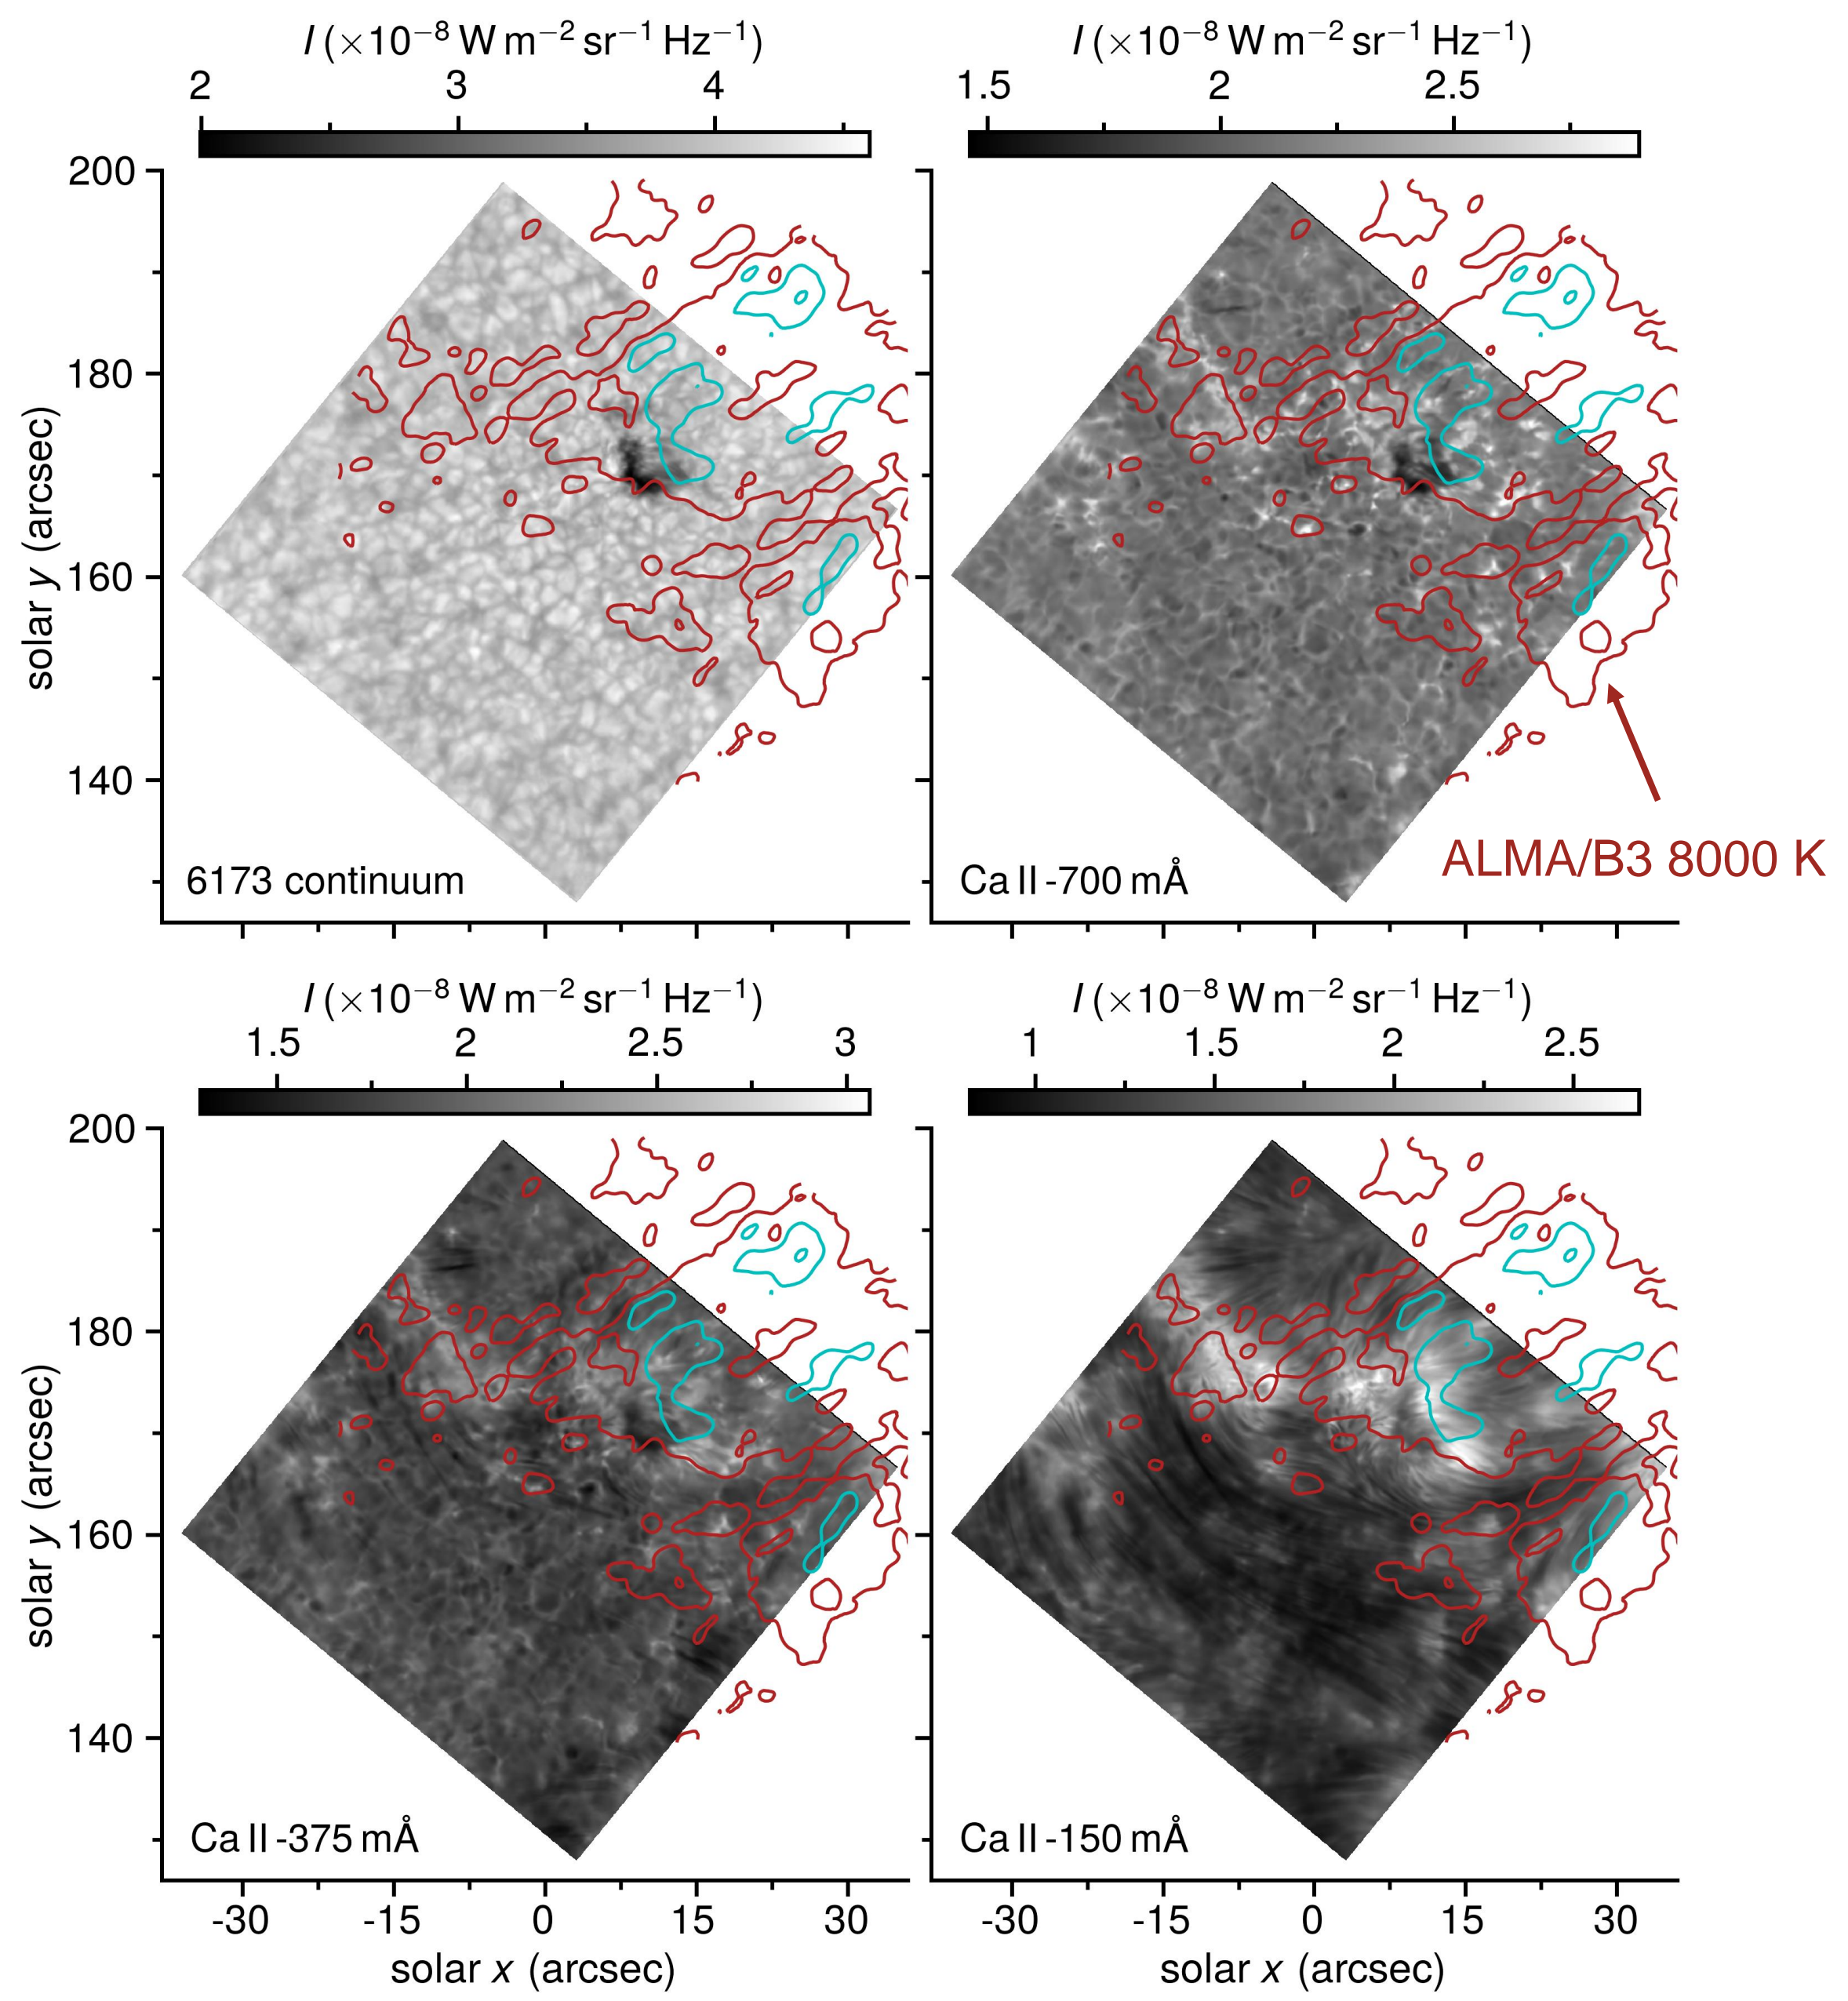 I (×10⁻⁸ W m⁻² sr⁻¹ Hz⁻¹)
2 3 4
I (×10⁻⁸ W m⁻² sr⁻¹ Hz⁻¹)
1.5 2 2.5
200
180
160
140
solar y (arcsec)
6173 continuum
Ca II -700 mÅ
ALMA/B3 8000 K
I (×10⁻⁸ W m⁻² sr⁻¹ Hz⁻¹)
1.5 2 2.5 3
I (×10⁻⁸ W m⁻² sr⁻¹ Hz⁻¹)
1 1.5 2 2.5
200
180
160
140
solar y (arcsec)
Ca II -375 mÅ
Ca II -150 mÅ
-30 -15 0 15 30
solar x (arcsec)
-30 -15 0 15 30
solar x (arcsec)